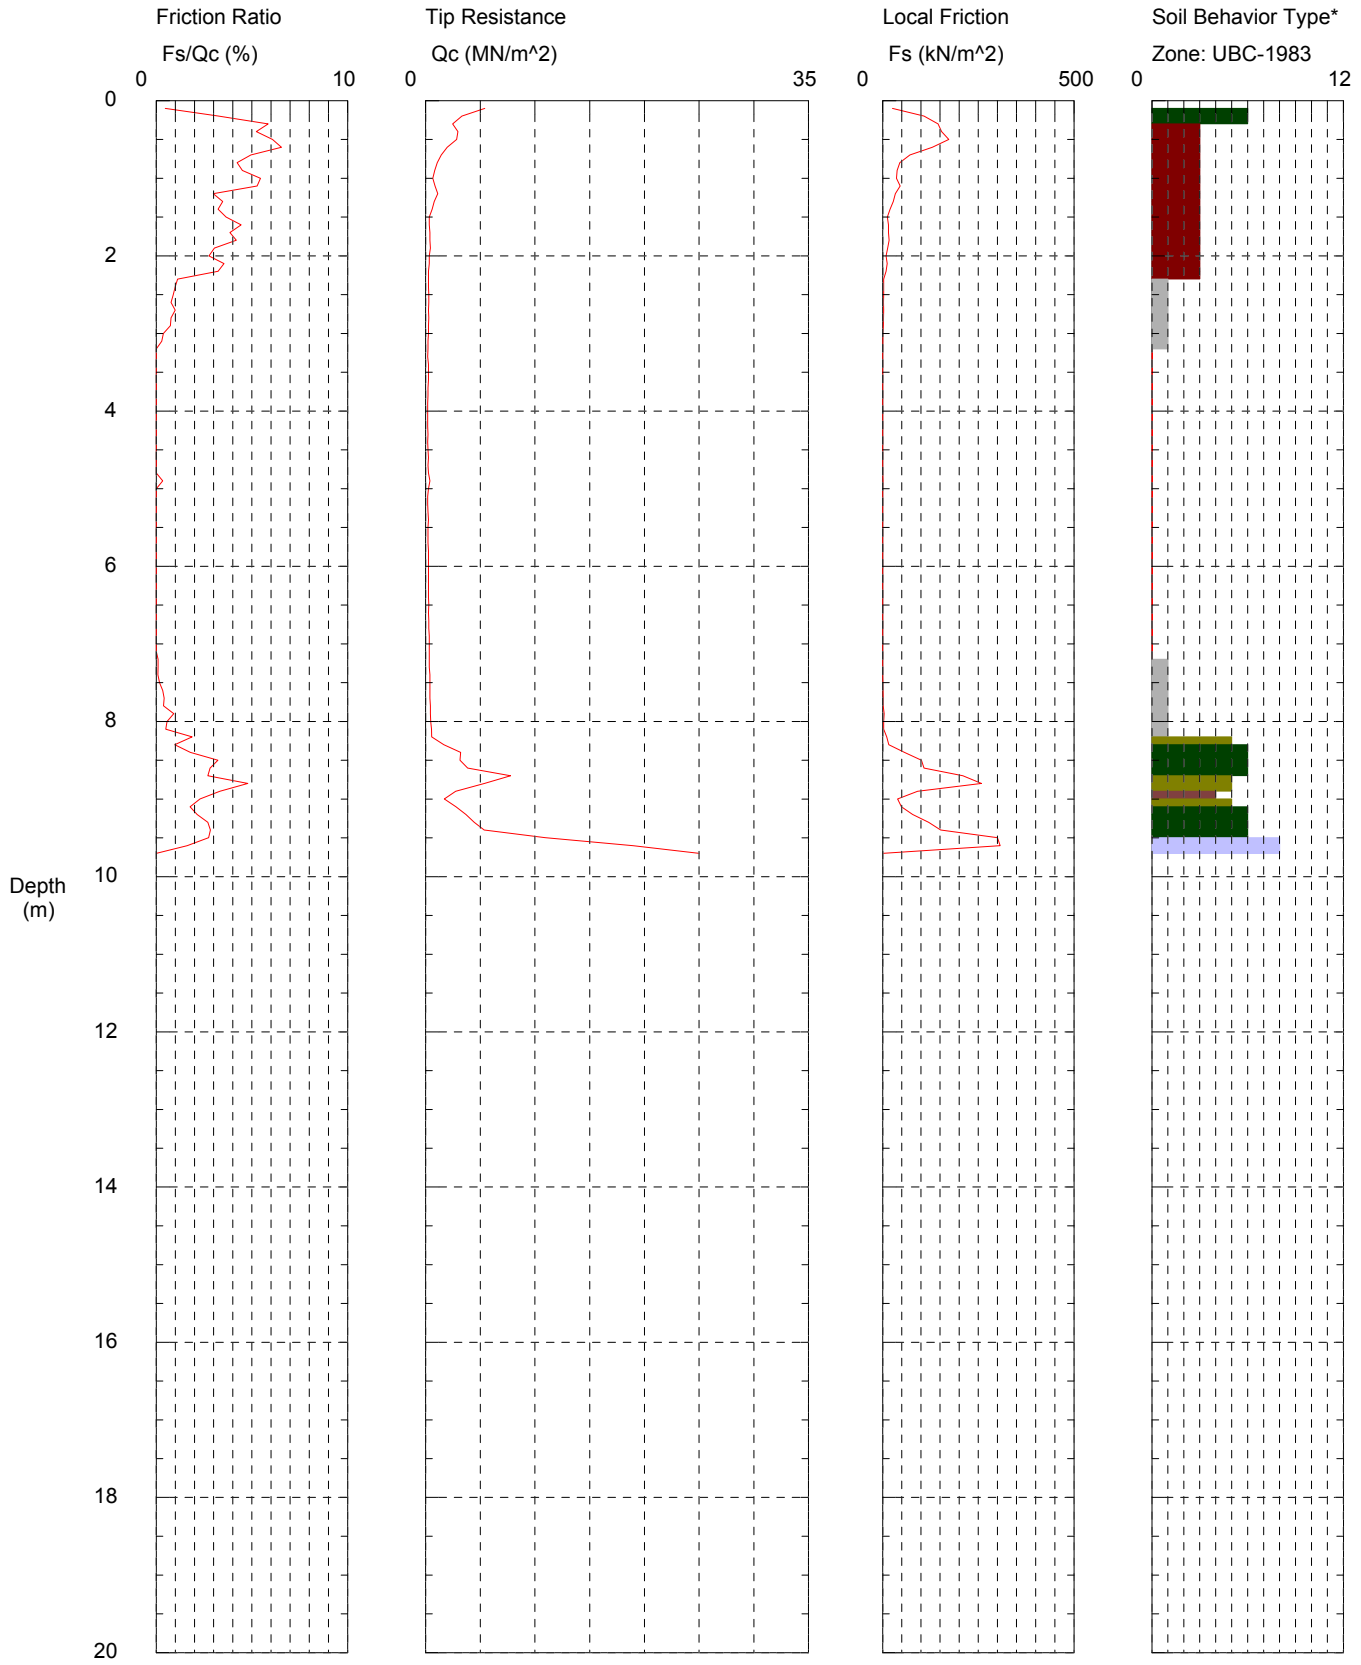 Friction Ratio Tip Resistance Local Friction Soil Behavior Type*
Fs/Qc (%) Qc (MN/m^2) Fs (kN/m^2) Zone: UBC-1983
0 10 0 35 0 500 0 12
0
2
4
6
8
10
Depth
(m)
12
14
16
18
20